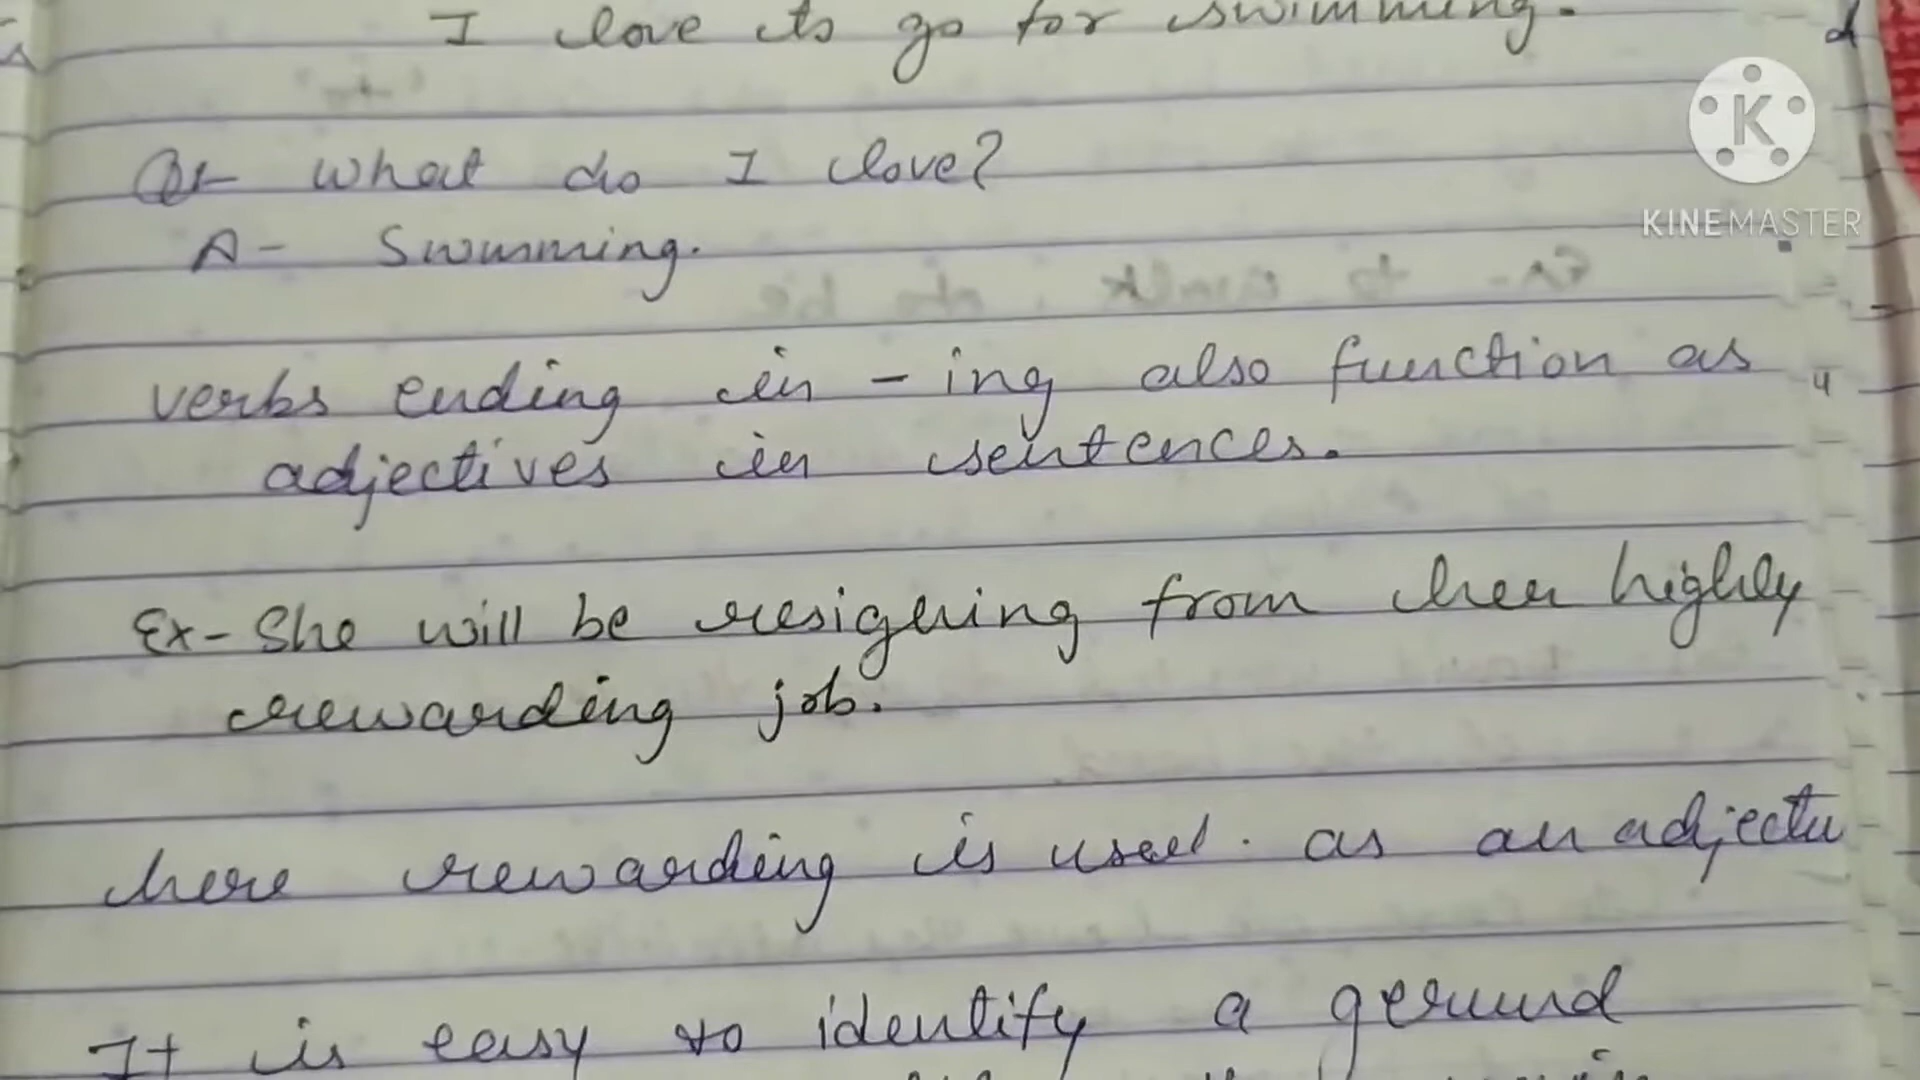 I love to go for swimming.
Q- what do I love?
A- Swimming.
KINEMASTER
verbs ending in -ing also function as
adjectives in sentences.
Ex- She will be resigning from her highly
rewarding job.
here rewarding is used. as an adjectiv
It is easy to identify a gerund